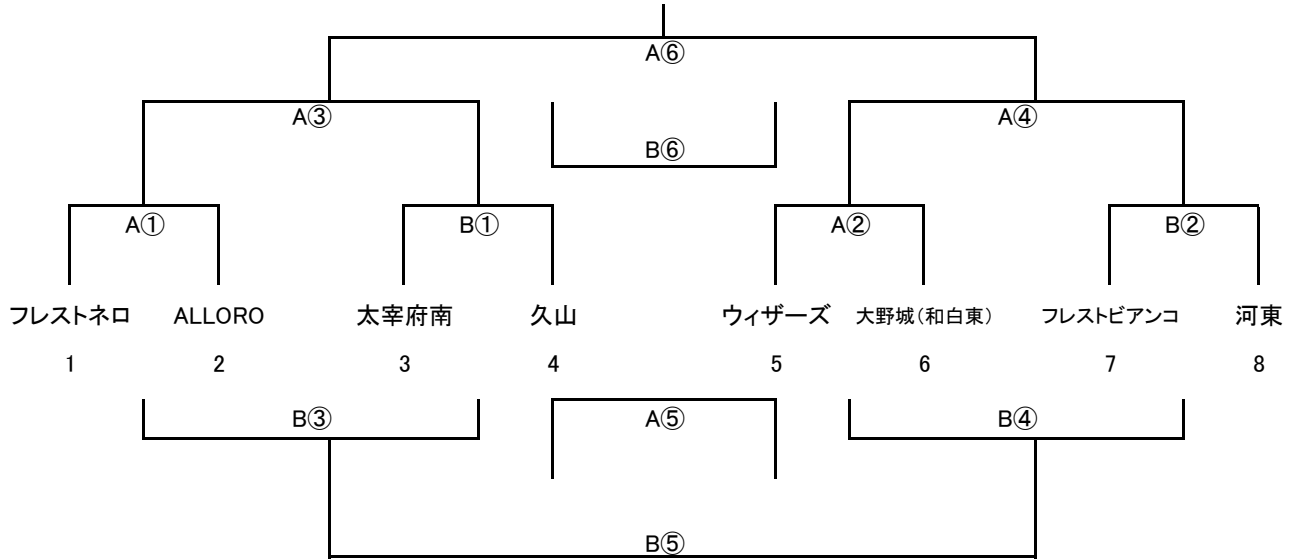 A⑥
A③ A④
B⑥
A① B① A② B②
フレストネロ ALLORO 太宰府南 久山 ウィザーズ 大野城(和白東) フレストビアンコ 河東
1 2 3 4 5 6 7 8
B③ A⑤ B④
B⑤